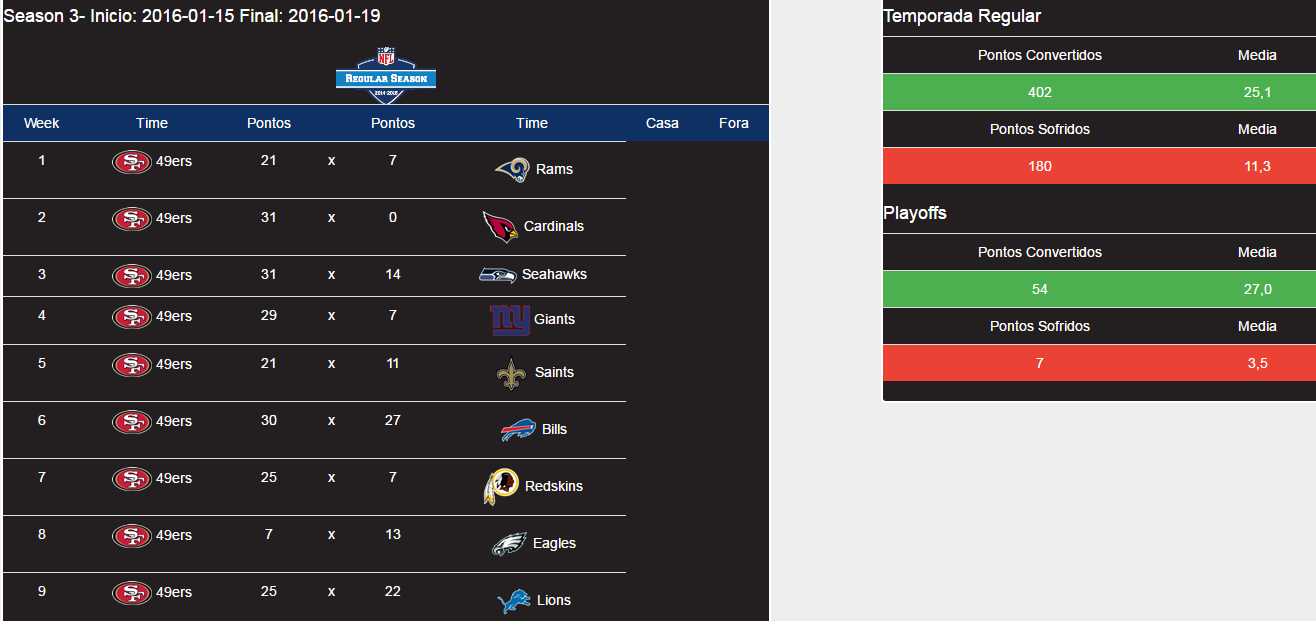 Season 3- Inicio: 2016-01-15 Final: 2016-01-19
NFL
REGULAR SEASON
Week Time Pontos Pontos Time Casa Fora
1 49ers 21 x 7 Rams
2 49ers 31 x 0 Cardinals
3 49ers 31 x 14 Seahawks
4 49ers 29 x 7 ny Giants
5 49ers 21 x 11 Saints
6 49ers 30 x 27 Bills
7 49ers 25 x 7 Redskins
8 49ers 7 x 13 Eagles
9 49ers 25 x 22 Lions
Temporada Regular
Pontos Convertidos Media
402 25,1
Pontos Sofridos Media
180 11,3
Playoffs
Pontos Convertidos Media
54 27,0
Pontos Sofridos Media
7 3,5